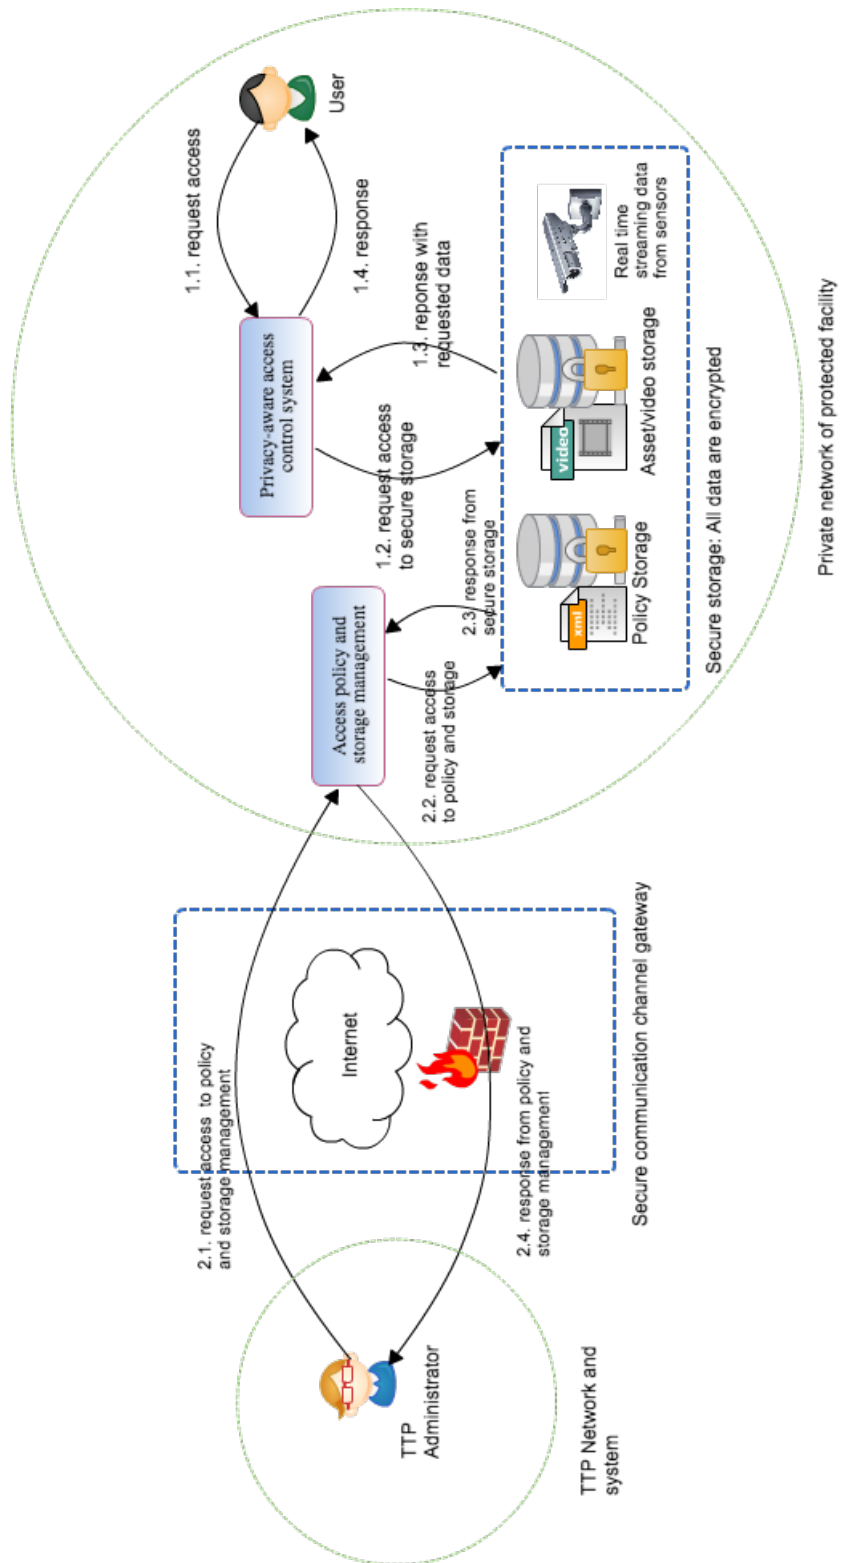 TTP
Administrator
TTP Network and
system
2.1. request access  to policy
and storage management
Internet
2.4. response from policy and
storage management
Secure communication channel gateway
Access policy and
storage management
2.2. request access
to policy and storage
2.3. response from
secure storage
Privacy-aware access
control system
1.1. request access
1.4. response
User
1.2. request access
to secure storage
1.3. reponse with
requested data
xml
Policy Storage
video
Asset/video storage
Real time
streaming data
from sensors
Secure storage: All data are encrypted
Private network of protected facility